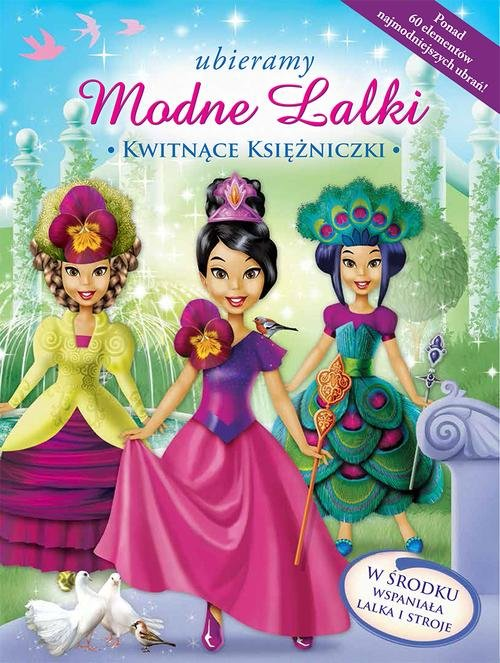 Ponad
60 elementów
najmodniejszych ubrań!
ubieramy
Modne Lalki
• KWITNĄCE KSIĘŻNICZKI •
W ŚRODKU
WSPANIAŁA
LALKA I STROJE